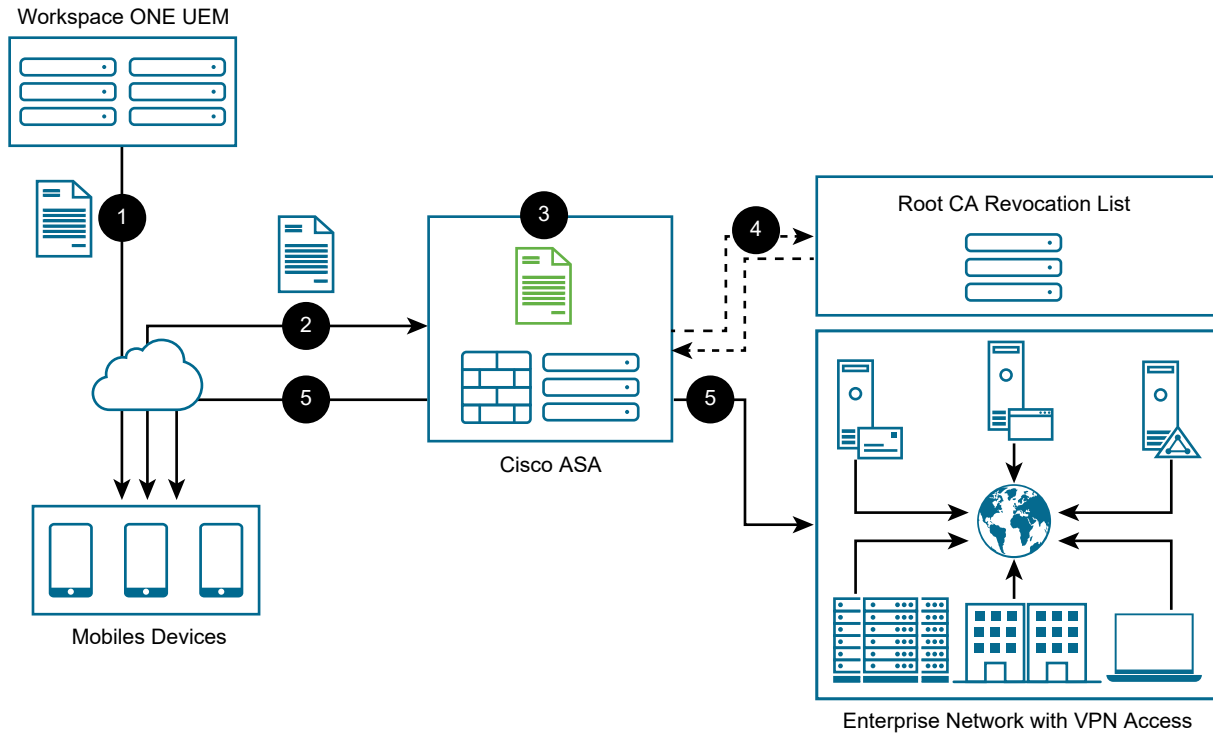 Workspace ONE UEM
1
3
4
Root CA Revocation List
2
5
5
Cisco ASA
Mobiles Devices
Enterprise Network with VPN Access